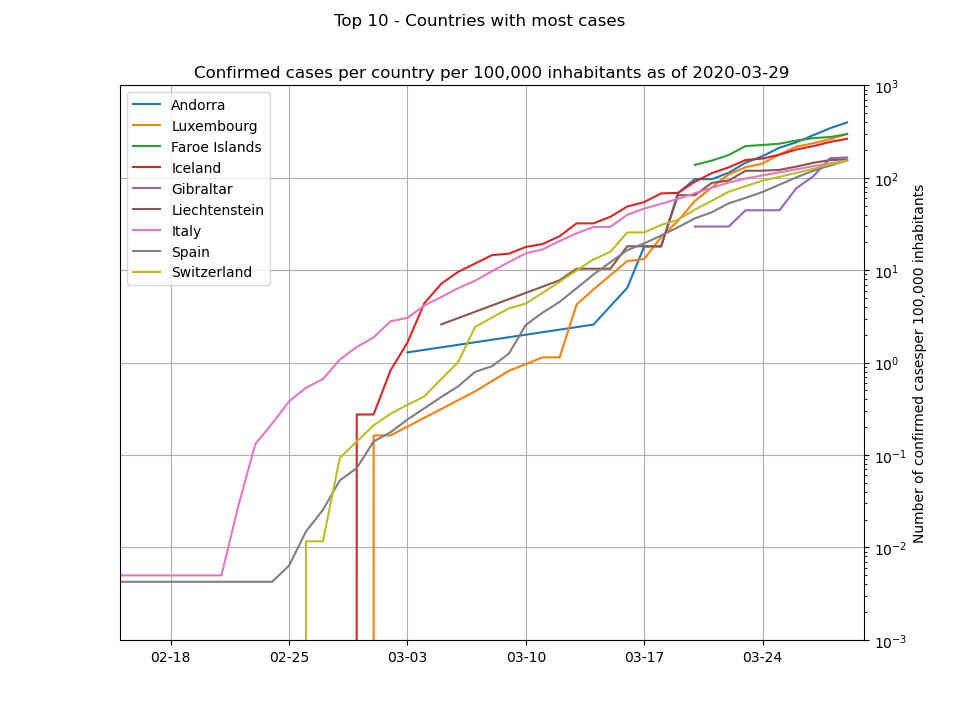 Top 10 - Countries with most cases
Confirmed cases per country per 100,000 inhabitants as of 2020-03-29
Andorra
Luxembourg
Faroe Islands
Iceland
Gibraltar
Liechtenstein
Italy
Spain
Switzerland
10³
10²
10¹
10⁰
10⁻¹
10⁻²
10⁻³
Number of confirmed casesper 100,000 inhabitants
02-18 02-25 03-03 03-10 03-17 03-24